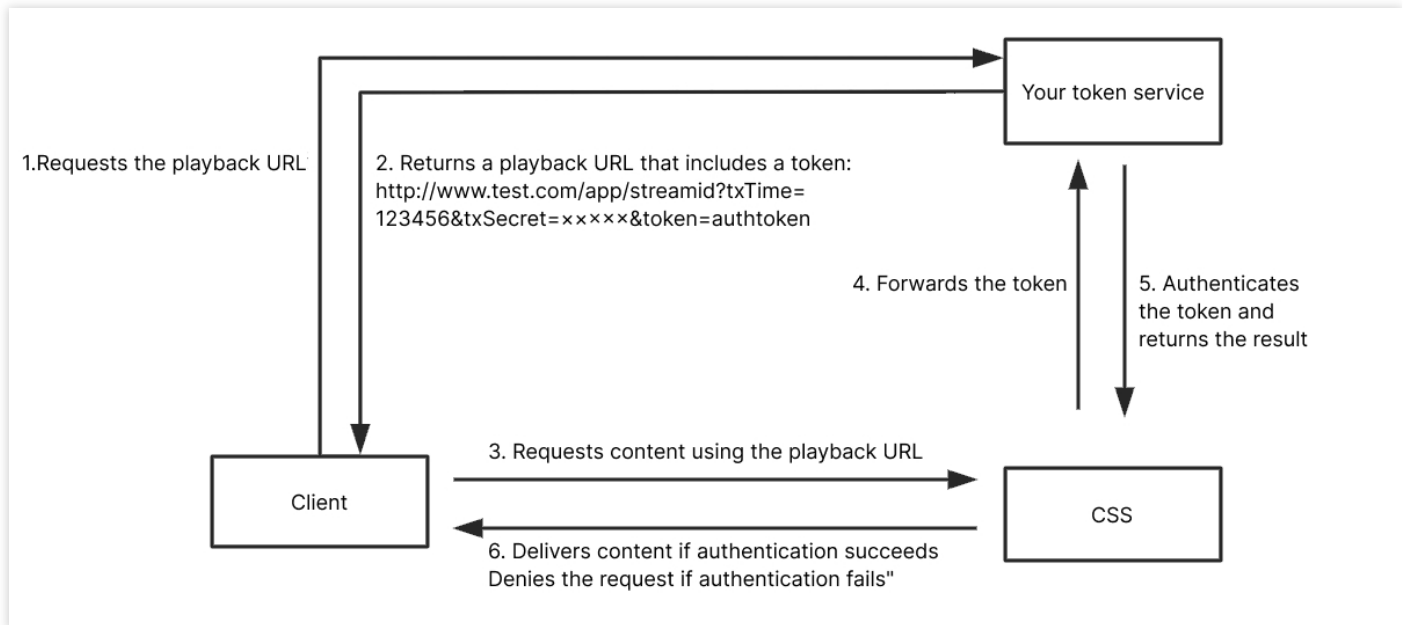 Your token service
1.Requests the playback URL
2. Returns a playback URL that includes a token:
http://www.test.com/app/streamid?txTime=
123456&txSecret=×××××&token=authtoken
4. Forwards the token
5. Authenticates
the token and
returns the result
3. Requests content using the playback URL
Client
CSS
6. Delivers content if authentication succeeds
Denies the request if authentication fails"